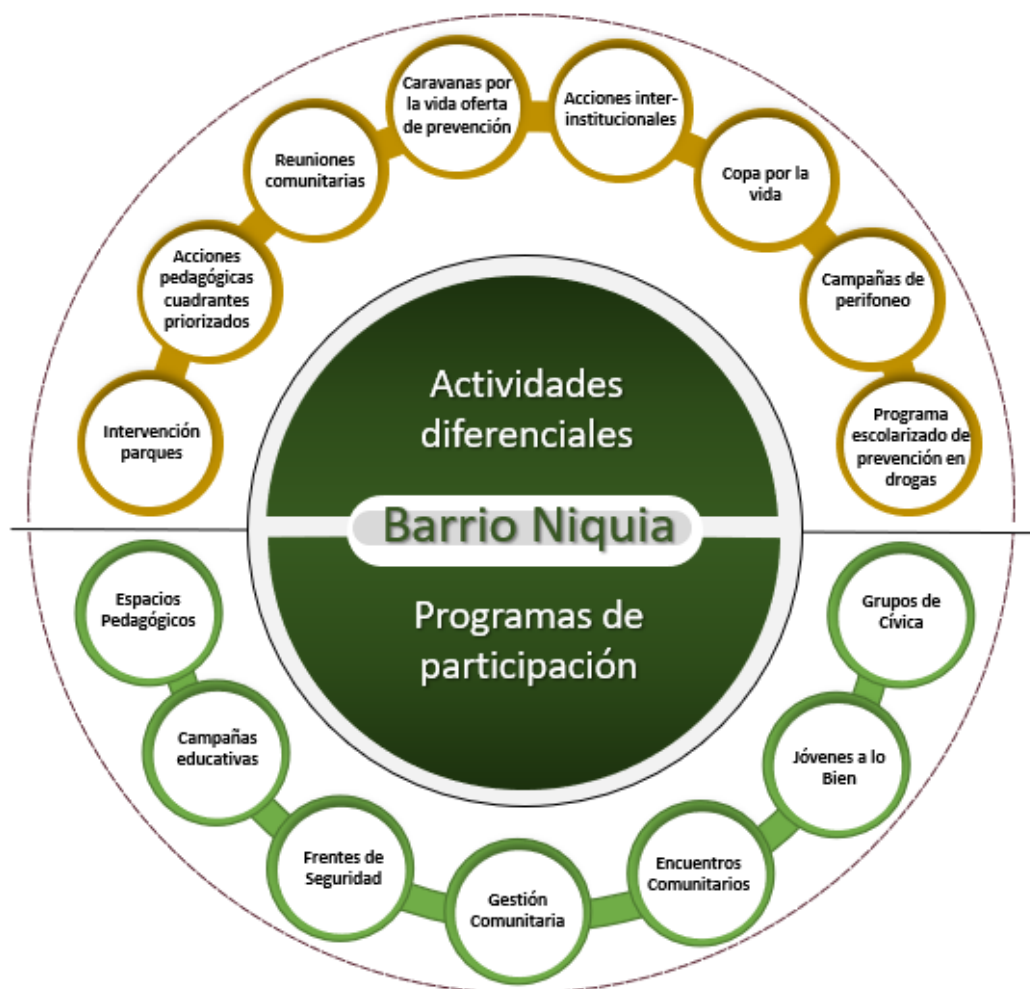 Caravanas por
la vida oferta
de prevención
Acciones inter-
institucionales
Reuniones
comunitarias
Copa por la
vida
Acciones
pedagógicas
cuadrantes
priorizados
Campañas de
perifoneo
Intervención
parques
Programa
escolarizado de
prevención en
drogas
Actividades
diferenciales
Barrio Niquia
Programas de
participación
Espacios
Pedagógicos
Grupos de
Cívica
Campañas
educativas
Jóvenes a lo
Bien
Frentes de
Seguridad
Encuentros
Comunitarios
Gestión
Comunitaria